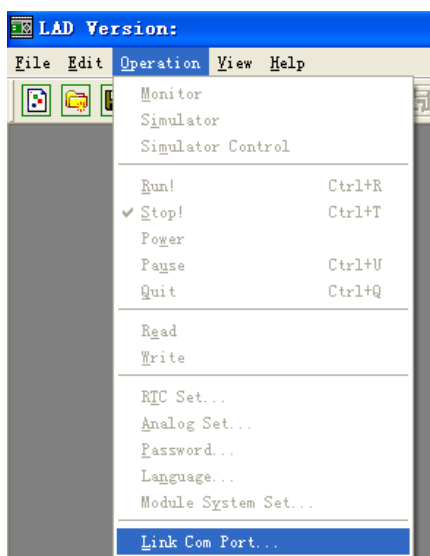 LAD Version:
File Edit Operation View Help
Monitor
Simulator
Simulator Control
Run! Ctrl+R
Stop! Ctrl+T
Power
Pause Ctrl+U
Quit Ctrl+Q
Read
Write
RTC Set...
Analog Set...
Password...
Language...
Module System Set...
Link Com Port...